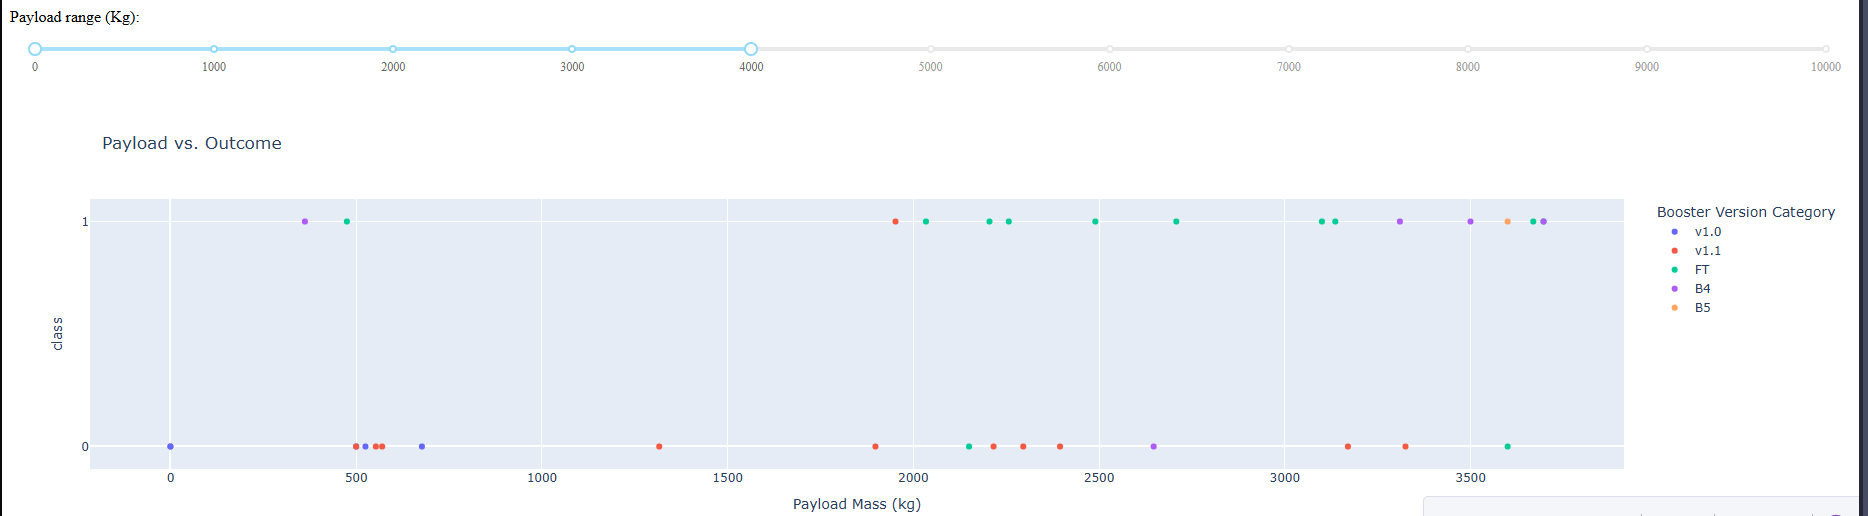 Payload range (Kg):
0 1000 2000 3000 4000 5000 6000 7000 8000 9000 10000
Payload vs. Outcome
Booster Version Category
v1.0
v1.1
FT
B4
B5
1
class
0
0 500 1000 1500 2000 2500 3000 3500
Payload Mass (kg)